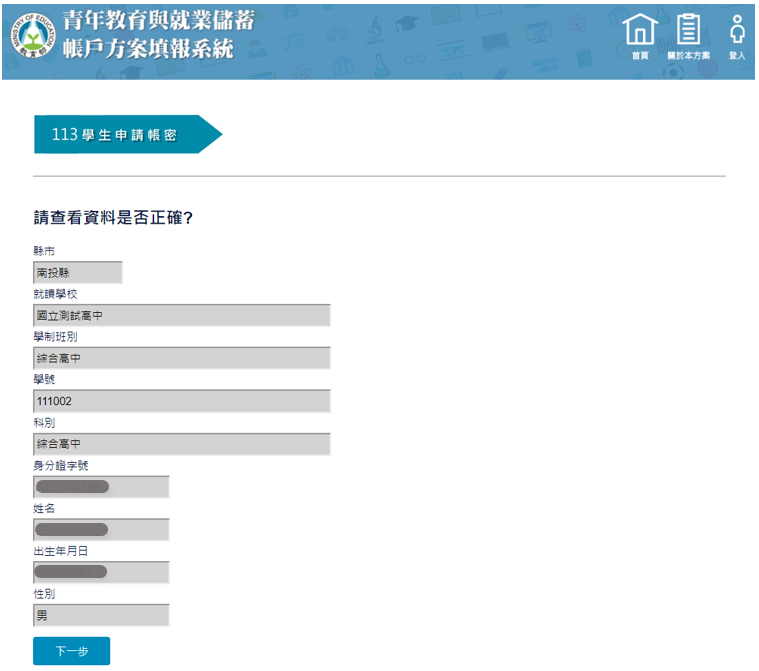 青年教育與就業儲蓄
帳戶方案填報系統
首頁
關於本方案
登入
113學生申請帳密
請查看資料是否正確?
縣市
南投縣
就讀學校
國立測試高中
學制班別
綜合高中
學號
111002
科別
綜合高中
身分證字號
姓名
出生年月日
性別
男
下一步